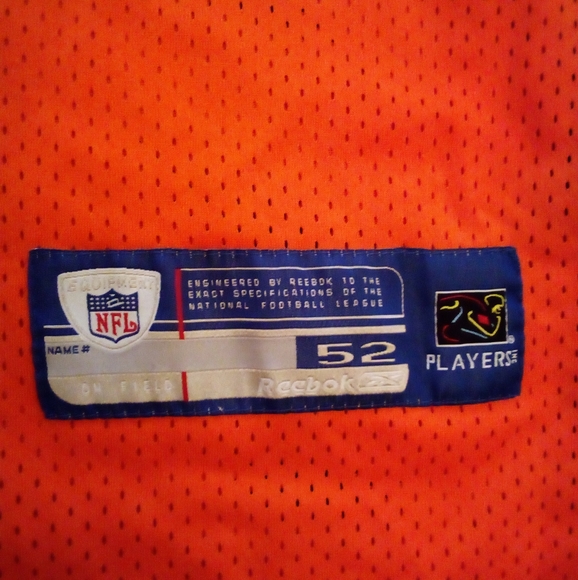 EQUIPMENT
NFL
ENGINEERED BY REEBOK TO THE
EXACT SPECIFICATIONS OF THE
NATIONAL FOOTBALL LEAGUE
NAME #
52
ON FIELD
Reebok
PLAYERS INC
®